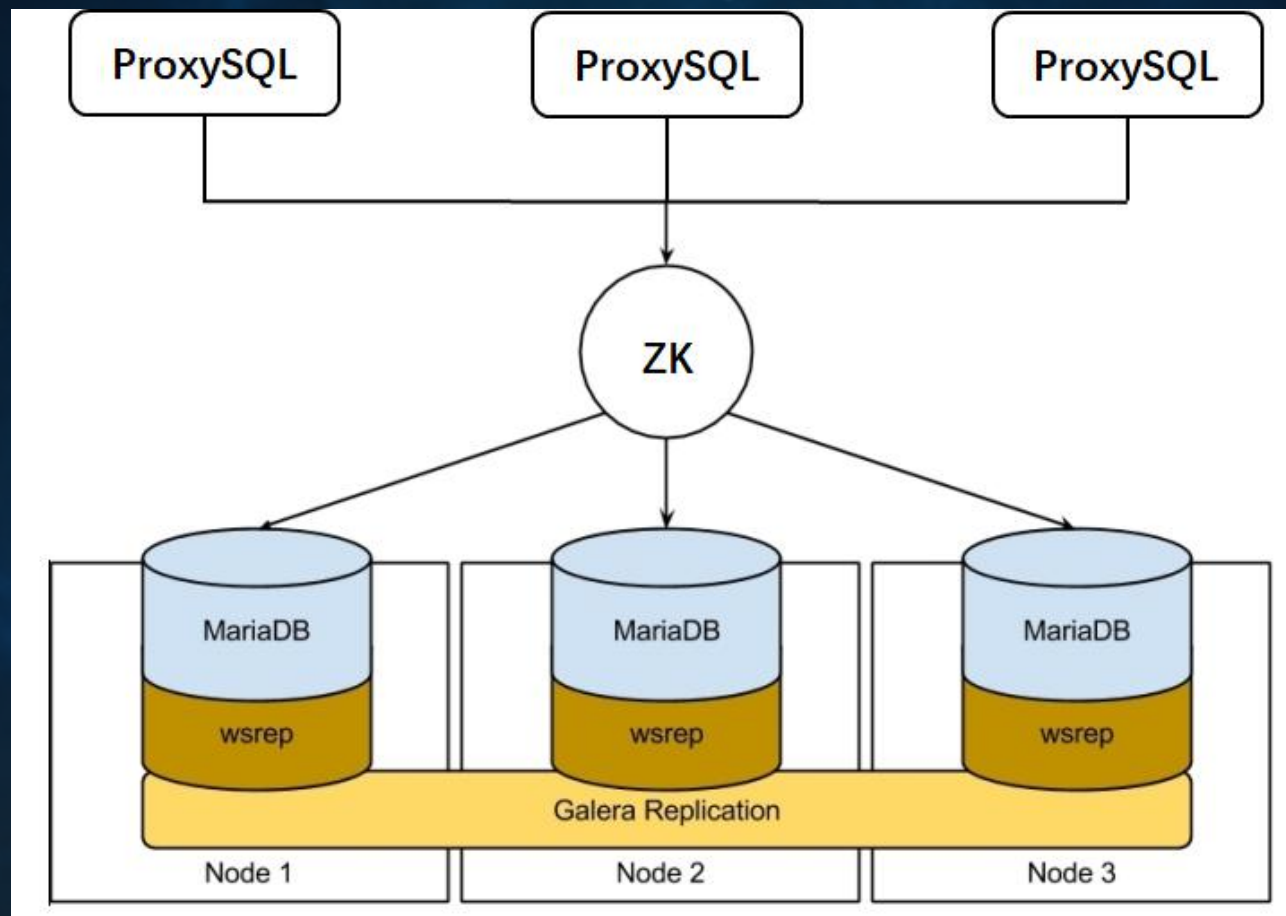 ProxySQL
ProxySQL
ProxySQL
ZK
MariaDB
MariaDB
MariaDB
wsrep
wsrep
wsrep
Galera Replication
Node 1
Node 2
Node 3